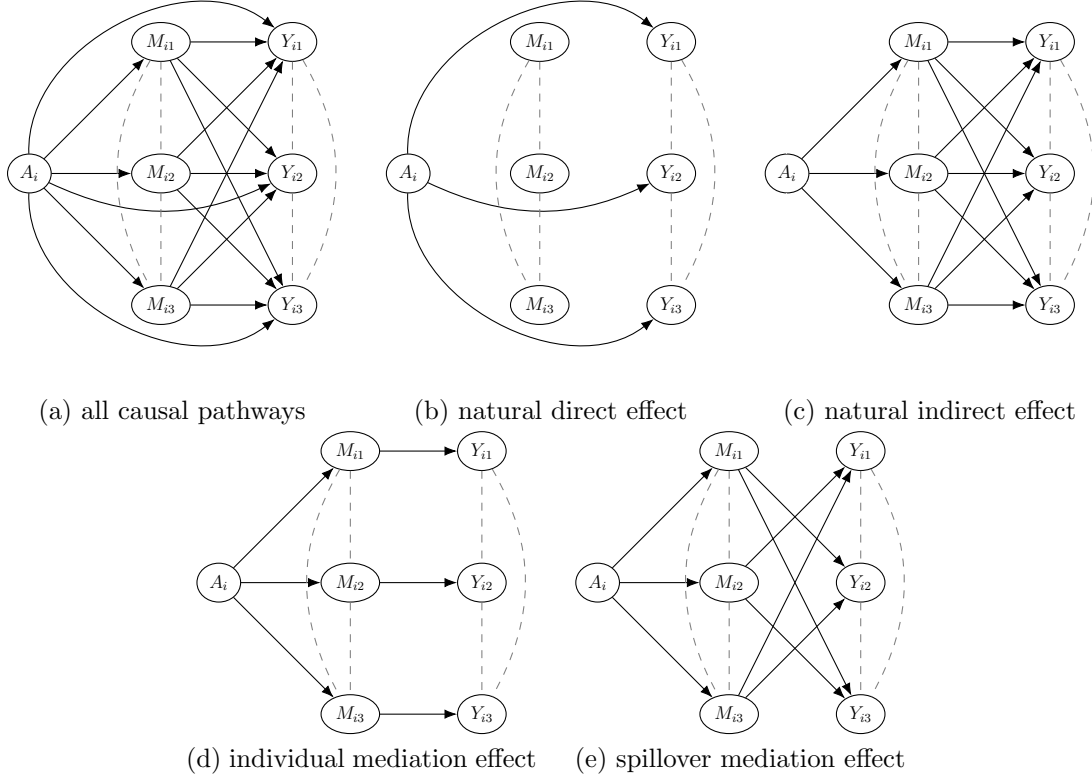 M_{i1} Y_{i1} M_{i1} Y_{i1} M_{i1} Y_{i1}
A_i M_{i2} Y_{i2} A_i M_{i2} Y_{i2} A_i M_{i2} Y_{i2}
M_{i3} Y_{i3} M_{i3} Y_{i3} M_{i3} Y_{i3}
(a) all causal pathways (b) natural direct effect (c) natural indirect effect
M_{i1} Y_{i1} M_{i1} Y_{i1}
A_i M_{i2} Y_{i2} A_i M_{i2} Y_{i2}
M_{i3} Y_{i3} M_{i3} Y_{i3}
(d) individual mediation effect (e) spillover mediation effect